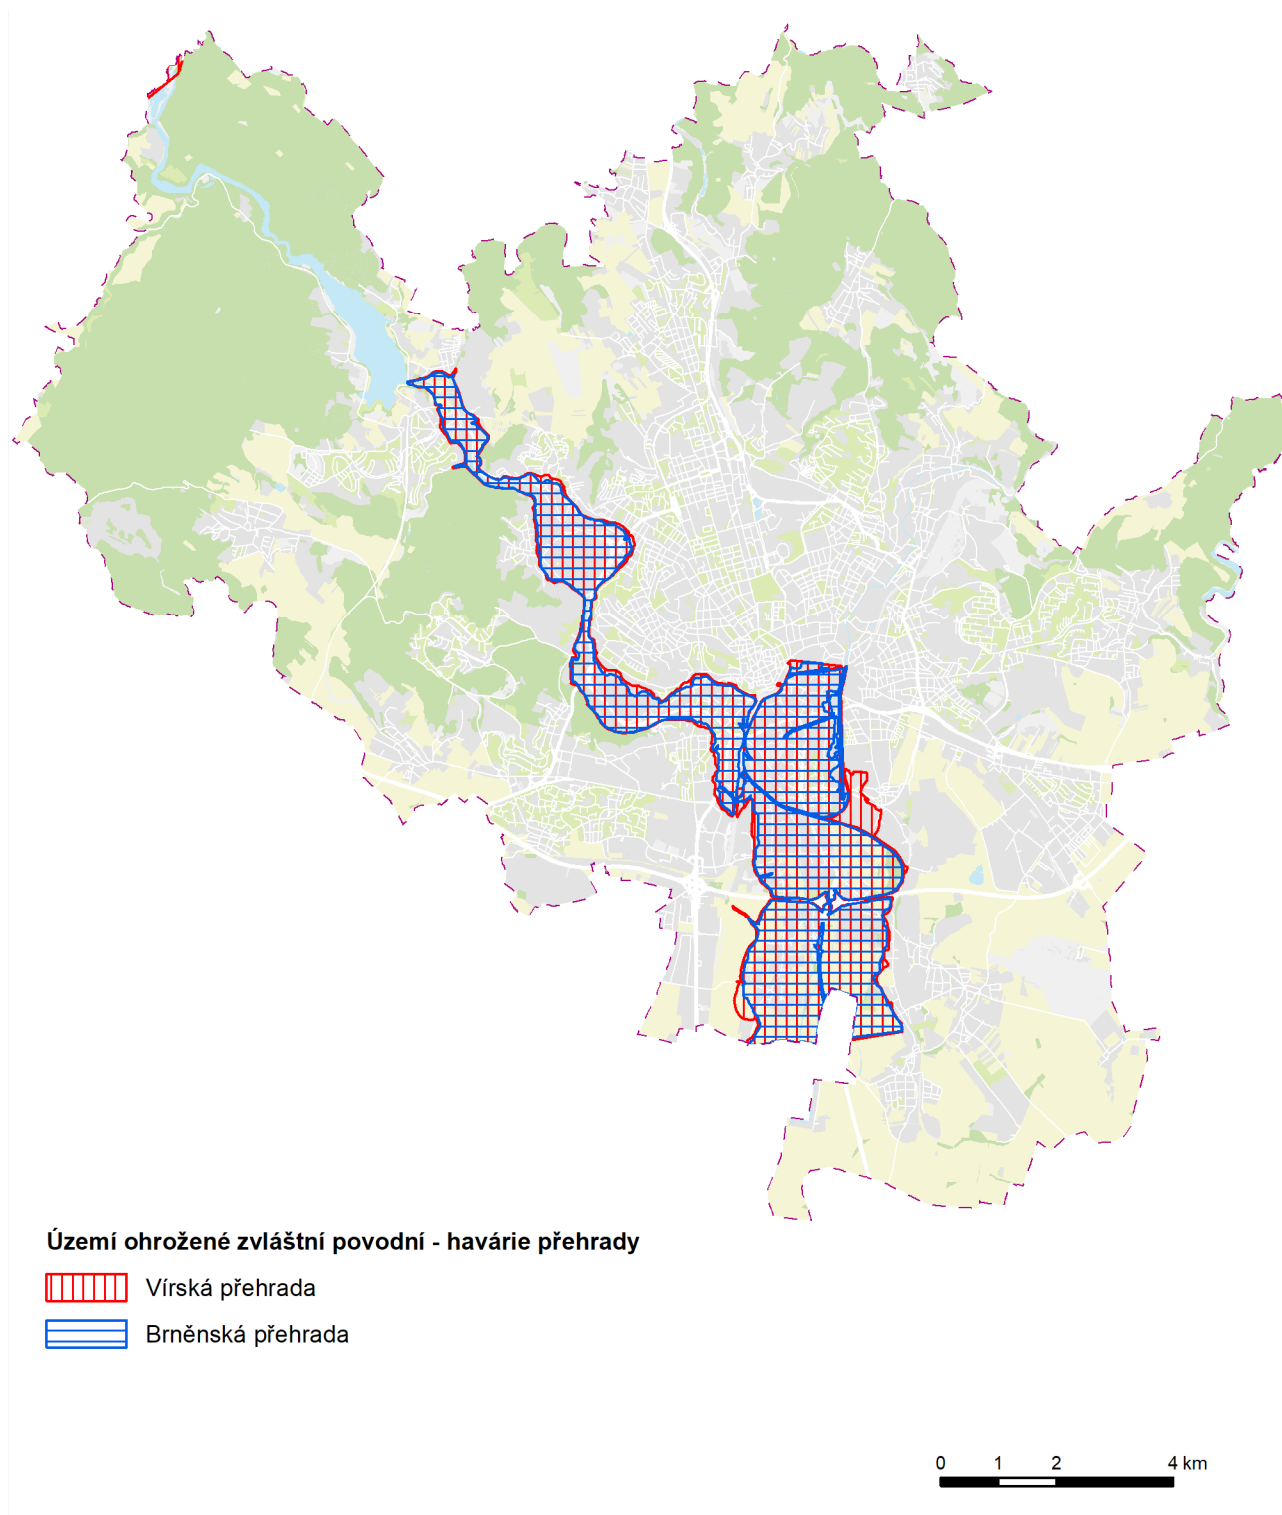 Území ohrožené zvláštní povodní - havárie přehrady
Vírská přehrada
Brněnská přehrada
0 1 2 4 km